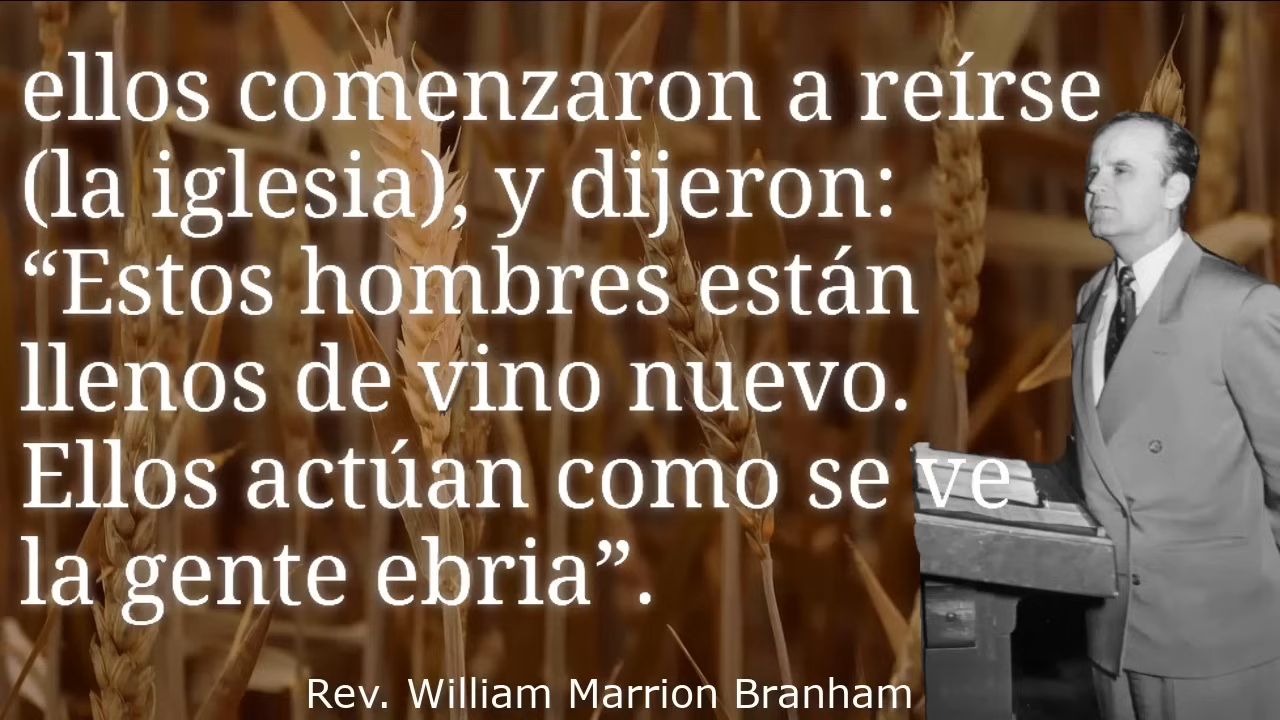 ellos comenzaron a reírse
(la iglesia), y dijeron:
“Estos hombres están
llenos de vino nuevo.
Ellos actúan como se ve
la gente ebria”.
Rev. William Marrion Branham